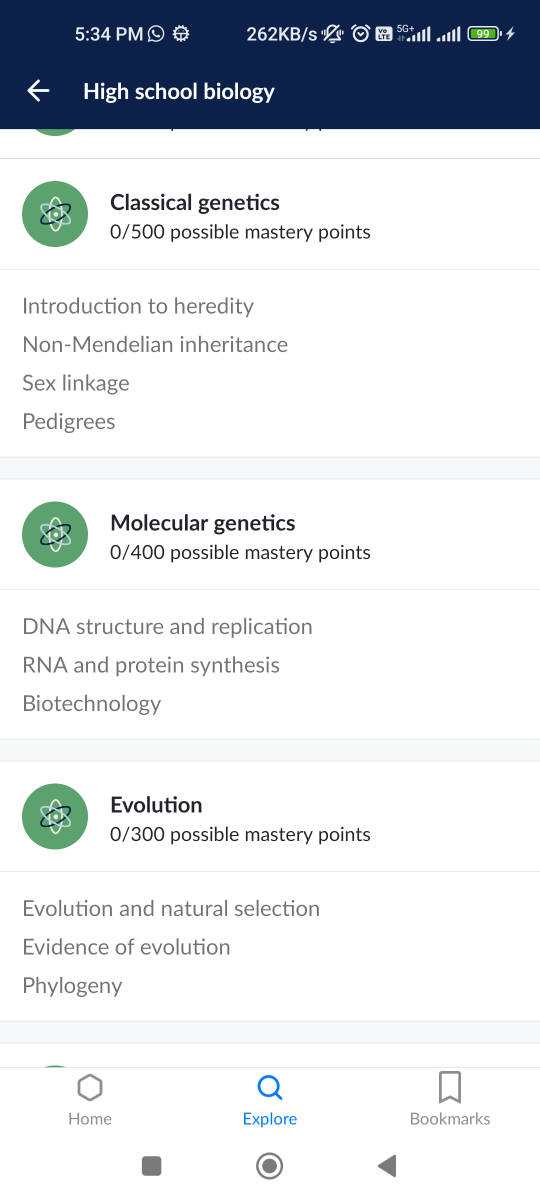 5:34 PM
262KB/s
Vo
LTE
5G+
99
High school biology
Classical genetics
0/500 possible mastery points
Introduction to heredity
Non-Mendelian inheritance
Sex linkage
Pedigrees
Molecular genetics
0/400 possible mastery points
DNA structure and replication
RNA and protein synthesis
Biotechnology
Evolution
0/300 possible mastery points
Evolution and natural selection
Evidence of evolution
Phylogeny
Home
Explore
Bookmarks